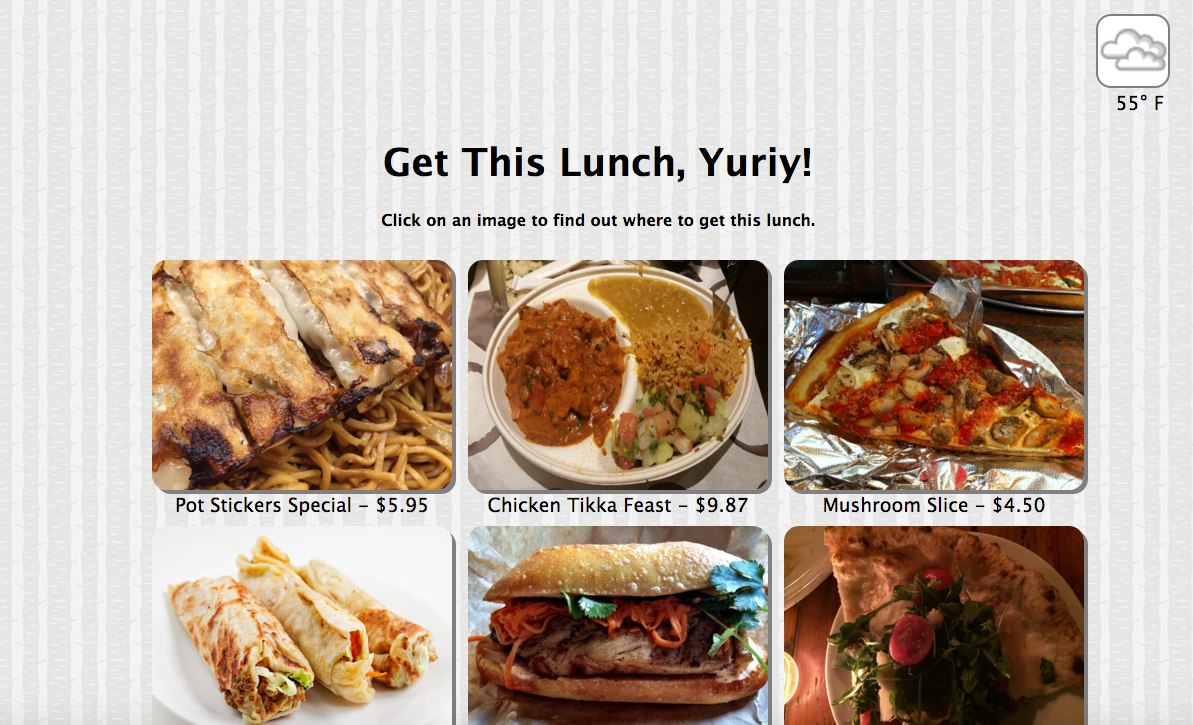 55° F
Get This Lunch, Yuriy!
Click on an image to find out where to get this lunch.
Pot Stickers Special – $5.95
Chicken Tikka Feast – $9.87
Mushroom Slice – $4.50